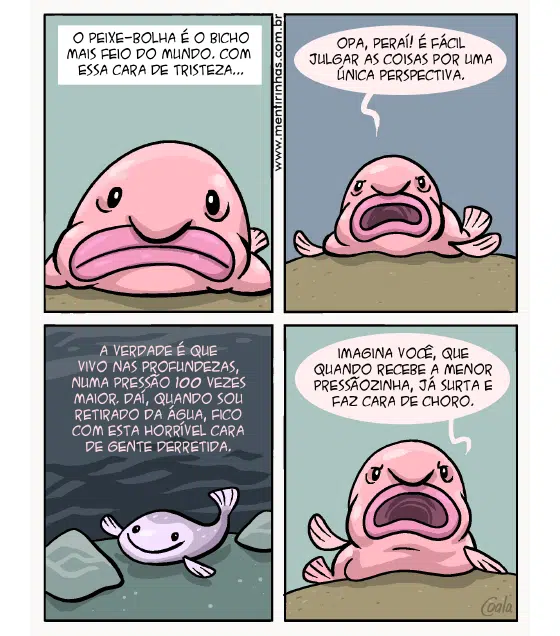 O PEIXE-BOLHA É O BICHO
MAIS FEIO DO MUNDO. COM
ESSA CARA DE TRISTEZA...
www.mentirinhas.com.br
OPA, PERAÍ! É FÁCIL
JULGAR AS COISAS POR UMA
ÚNICA PERSPECTIVA.
A VERDADE É QUE
VIVO NAS PROFUNDEZAS,
NUMA PRESSÃO 100 VEZES
MAIOR. DAÍ, QUANDO SOU
RETIRADO DA ÁGUA, FICO
COM ESTA HORRÍVEL CARA
DE GENTE DERRETIDA.
IMAGINA VOCÊ, QUE
QUANDO RECEBE A MENOR
PRESSÃOZINHA, JÁ SURTA E
FAZ CARA DE CHORO.
Coala